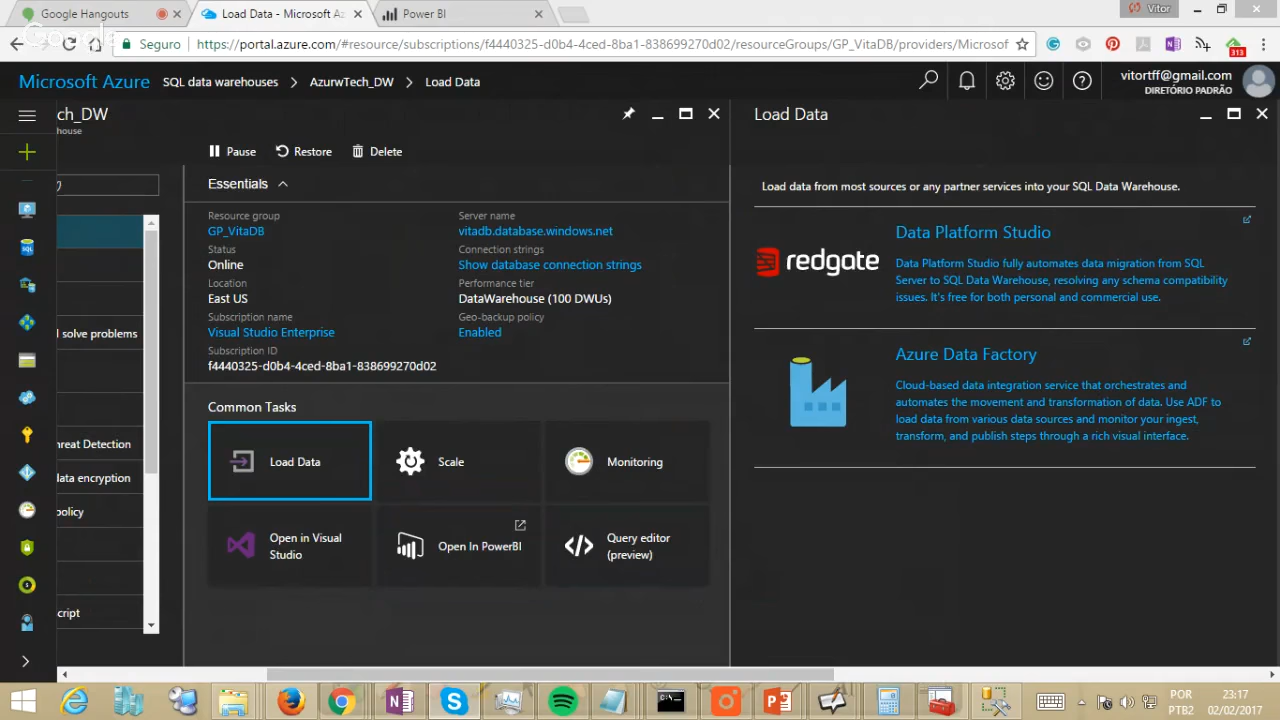 Google Hangouts
Load Data - Microsoft Az
Power BI
Vitor
Google
Seguro
https://portal.azure.com/#resource/subscriptions/f4440325-d0b4-4ced-8ba1-838699270d02/resourceGroups/GP_VitaDB/providers/Microsof
313
Microsoft Azure
SQL data warehouses
AzurwTech_DW
Load Data
vitortff@gmail.com
DIRETÓRIO PADRÃO
ch_DW
house
Load Data
Pause
Restore
Delete
Essentials
Load data from most sources or any partner services into your SQL Data Warehouse.
Resource group
GP_VitaDB
Server name
vitadb.database.windows.net
Status
Online
Connection strings
Show database connection strings
Location
East US
Performance tier
DataWarehouse (100 DWUs)
Subscription name
Visual Studio Enterprise
Geo-backup policy
Enabled
Subscription ID
f4440325-d0b4-4ced-8ba1-838699270d02
redgate
Data Platform Studio
Data Platform Studio fully automates data migration from SQL
Server to SQL Data Warehouse, resolving any schema compatibility
issues. It's free for both personal and commercial use.
Azure Data Factory
Cloud-based data integration service that orchestrates and
automates the movement and transformation of data. Use ADF to
load data from various data sources and monitor your ingest,
transform, and publish steps through a rich visual interface.
l solve problems
hreat Detection
lata encryption
policy
script
Common Tasks
Load Data
Scale
Monitoring
Open in Visual
Studio
Open In PowerBI
Query editor
(preview)
SQL
POR
PTB2
23:17
02/02/2017